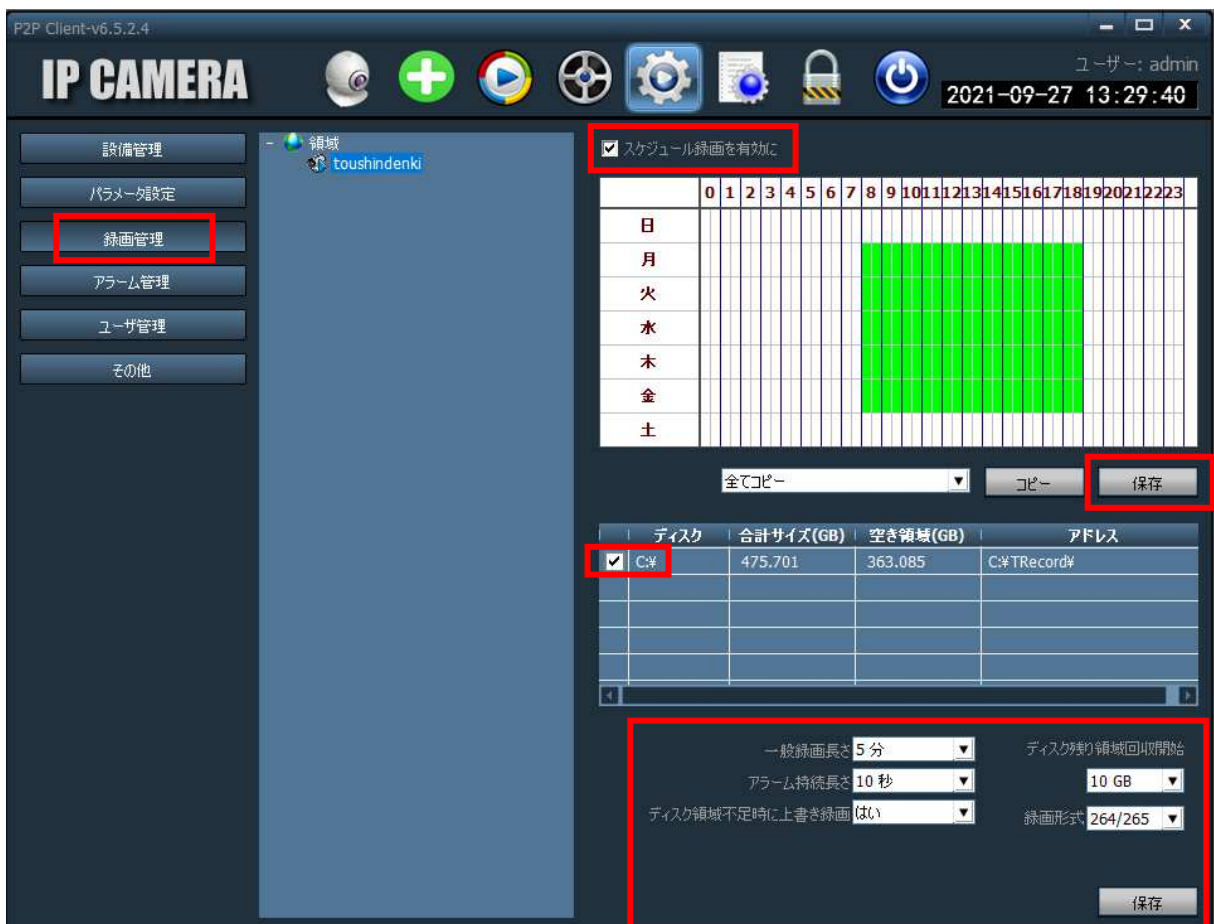 P2P Client-v6.5.2.4
IP CAMERA
ユーザー: admin
2021-09-27 13:29:40
設備管理
パラメータ設定
録画管理
アラーム管理
ユーザ管理
その他
領域
toushindenki
スケジュール録画を有効に
0 1 2 3 4 5 6 7 8 9 10 11 12 13 14 15 16 17 18 19 20 21 22 23
日
月
火
水
木
金
土
全てコピー
コピー
保存
ディスク 合計サイズ(GB) 空き領域(GB) アドレス
C:¥ 475.701 363.085 C:¥TRecord¥
一般録画長さ 5 分
アラーム持続長さ 10 秒
ディスク領域不足時に上書き録画 はい
ディスク残り領域回収開始
10 GB
録画形式 264/265
保存